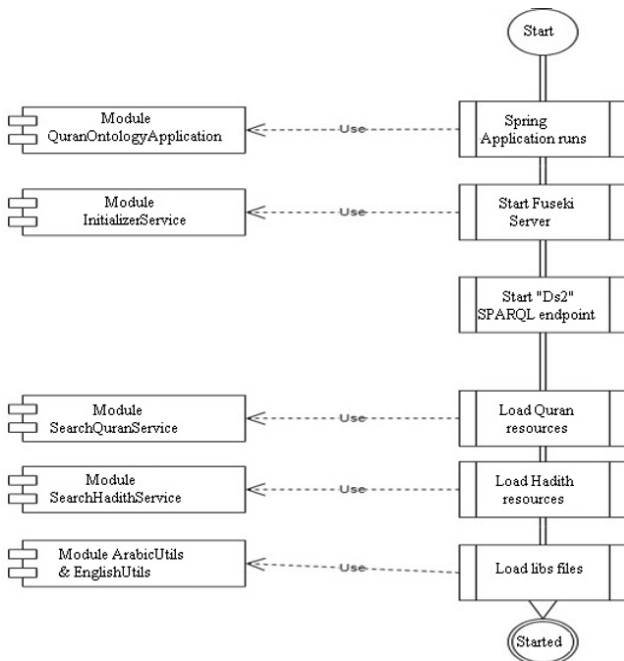 Start
Module
QuranOntologyApplication
Use
Spring
Application runs
Module
InnitializerService
Use
Start Fuseki
Server
Start "Ds2"
SPARQL endpoint
Module
SearchQuranService
Use
Load Quran
resources
Module
SearchHadithService
Use
Load Hadith
resources
Module ArabicUtils
& EnglishUtils
Use
Load libs files
Started